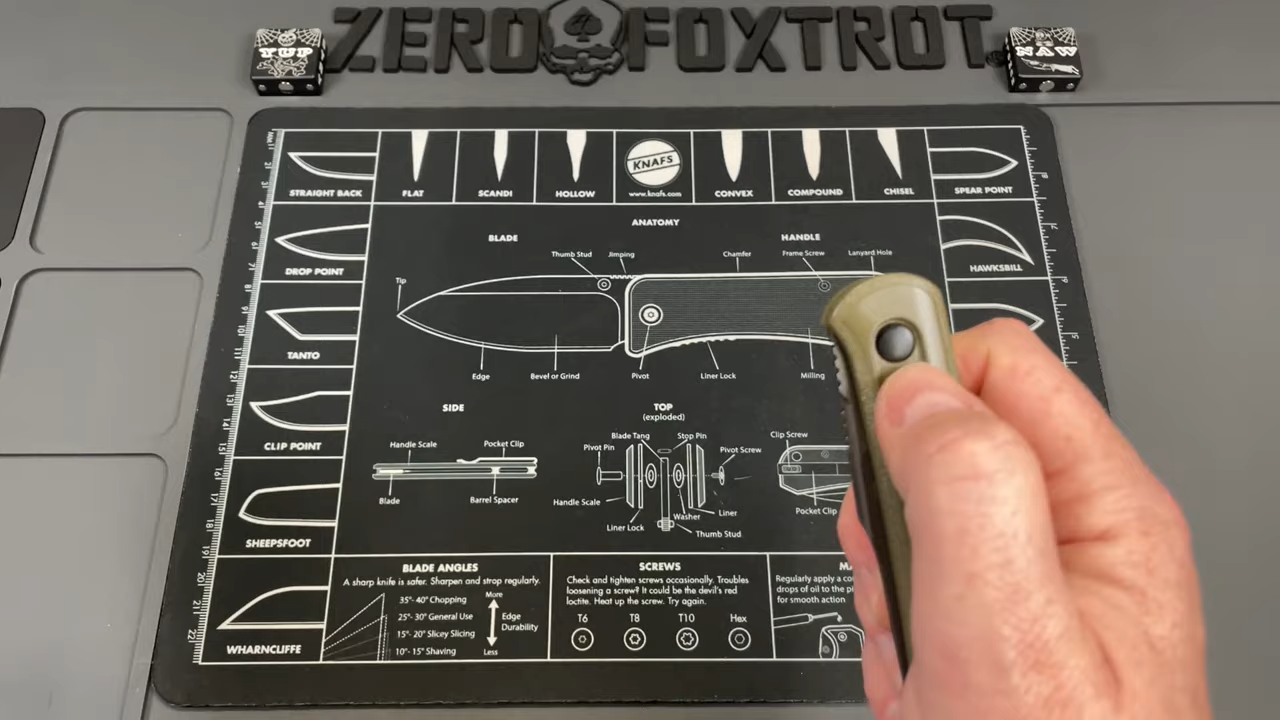 ZERO FOXTROT
YUP
NAW
STRAIGHT BACK
FLAT
SCANDI
HOLLOW
KNAFS
www.knafs.com
CONVEX
COMPOUND
CHISEL
SPEAR POINT
DROP POINT
TANTO
CLIP POINT
SHEEPSFOOT
WHARNCLIFFE
HAWKSBILL
ANATOMY
BLADE
HANDLE
Thumb Stud
Jimping
Chamfer
Frame Screw
Lanyard Hole
Tip
Edge
Bevel or Grind
Pivot
Liner Lock
Milling
SIDE
Handle Scale
Pocket Clip
Blade
Barrel Spacer
TOP
(exploded)
Blade Tang
Stop Pin
Pivot Pin
Pivot Screw
Handle Scale
Liner
Washer
Liner Lock
Thumb Stud
Clip Screw
Pocket Clip
BLADE ANGLES
A sharp knife is safer. Sharpen and strop regularly.
35°- 40° Chopping
25°- 30° General Use
15°- 20° Slicey Slicing
10°- 15° Shaving
More
Edge
Durability
Less
SCREWS
Check and tighten screws occasionally. Troubles
loosening a screw? It could be the devil's red
loctite. Heat up the screw. Try again.
T6
T8
T10
Hex
Regularly apply a
drops of oil to the
for smooth action